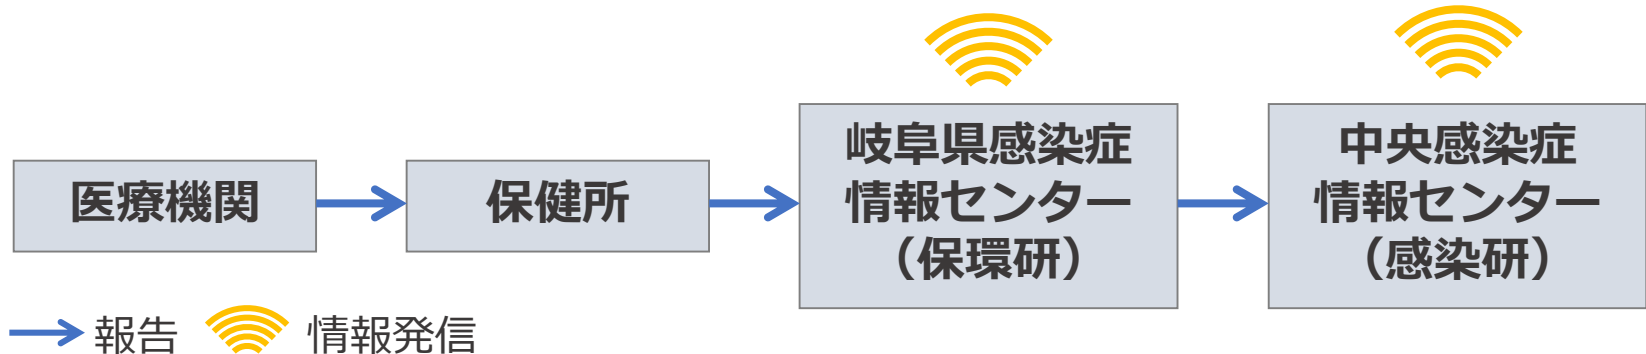 医療機関
保健所
岐阜県感染症
情報センター
（保環研）
中央感染症
情報センター
（感染研）
報告
情報発信